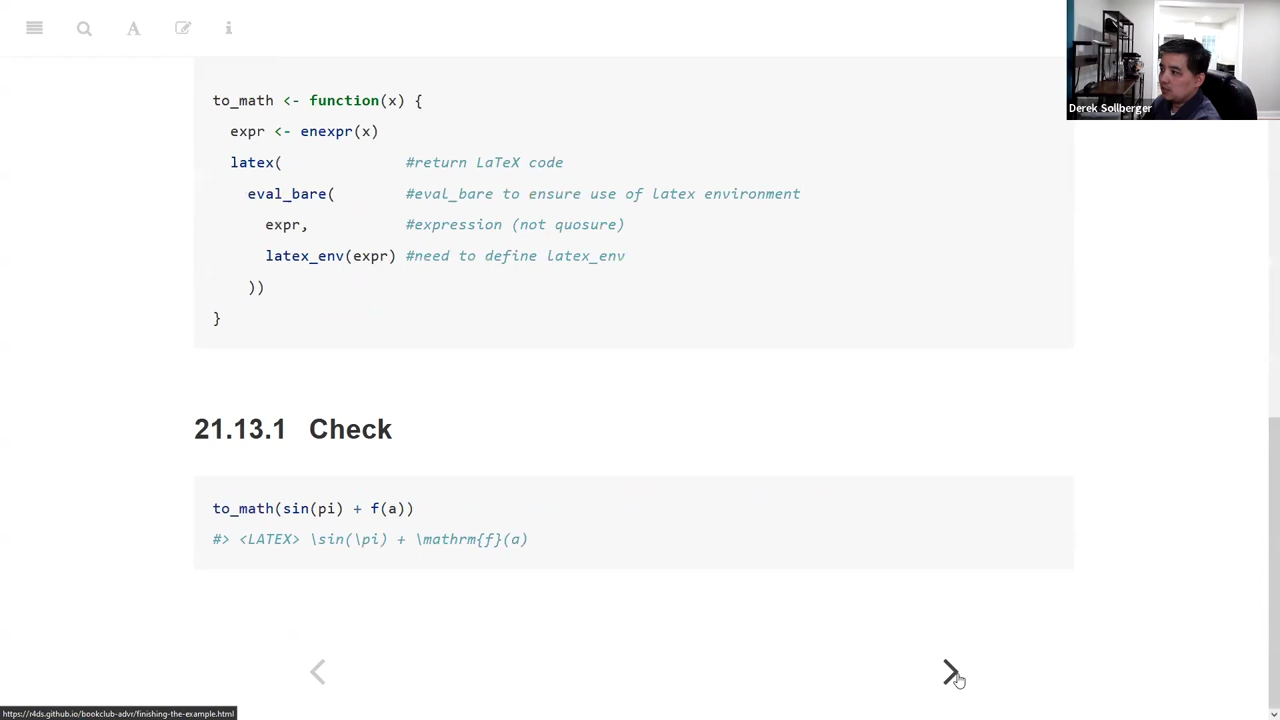 Derek Sollberger
to_math <- function(x) {
  expr <- enexpr(x)
  latex(              #return LaTeX code
    eval_bare(        #eval_bare to ensure use of latex environment
      expr,           #expression (not quosure)
      latex_env(expr) #need to define latex_env
    ))
}
21.13.1 Check
to_math(sin(pi) + f(a))
#> <LATEX> \sin(\pi) + \mathrm{f}(a)
https://r4ds.github.io/bookclub-advr/finishing-the-example.html